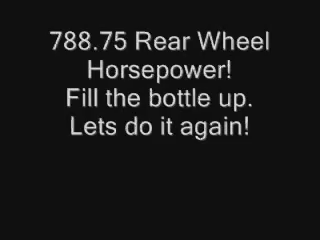 788.75 Rear Wheel
Horsepower!
Fill the bottle up.
Lets do it again!